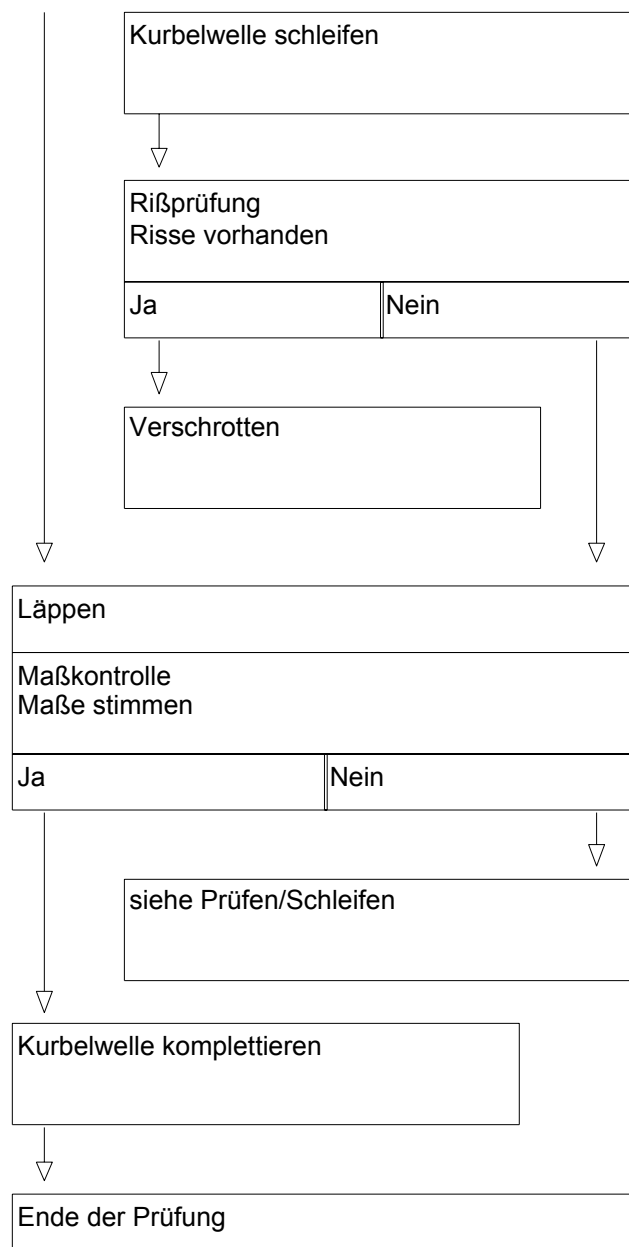 Kurbelwelle schleifen
Rißprüfung
Risse vorhanden
Ja
Nein
Verschrotten
Läppen
Maßkontrolle
Maße stimmen
Ja
Nein
siehe Prüfen/Schleifen
Kurbelwelle komplettieren
Ende der Prüfung